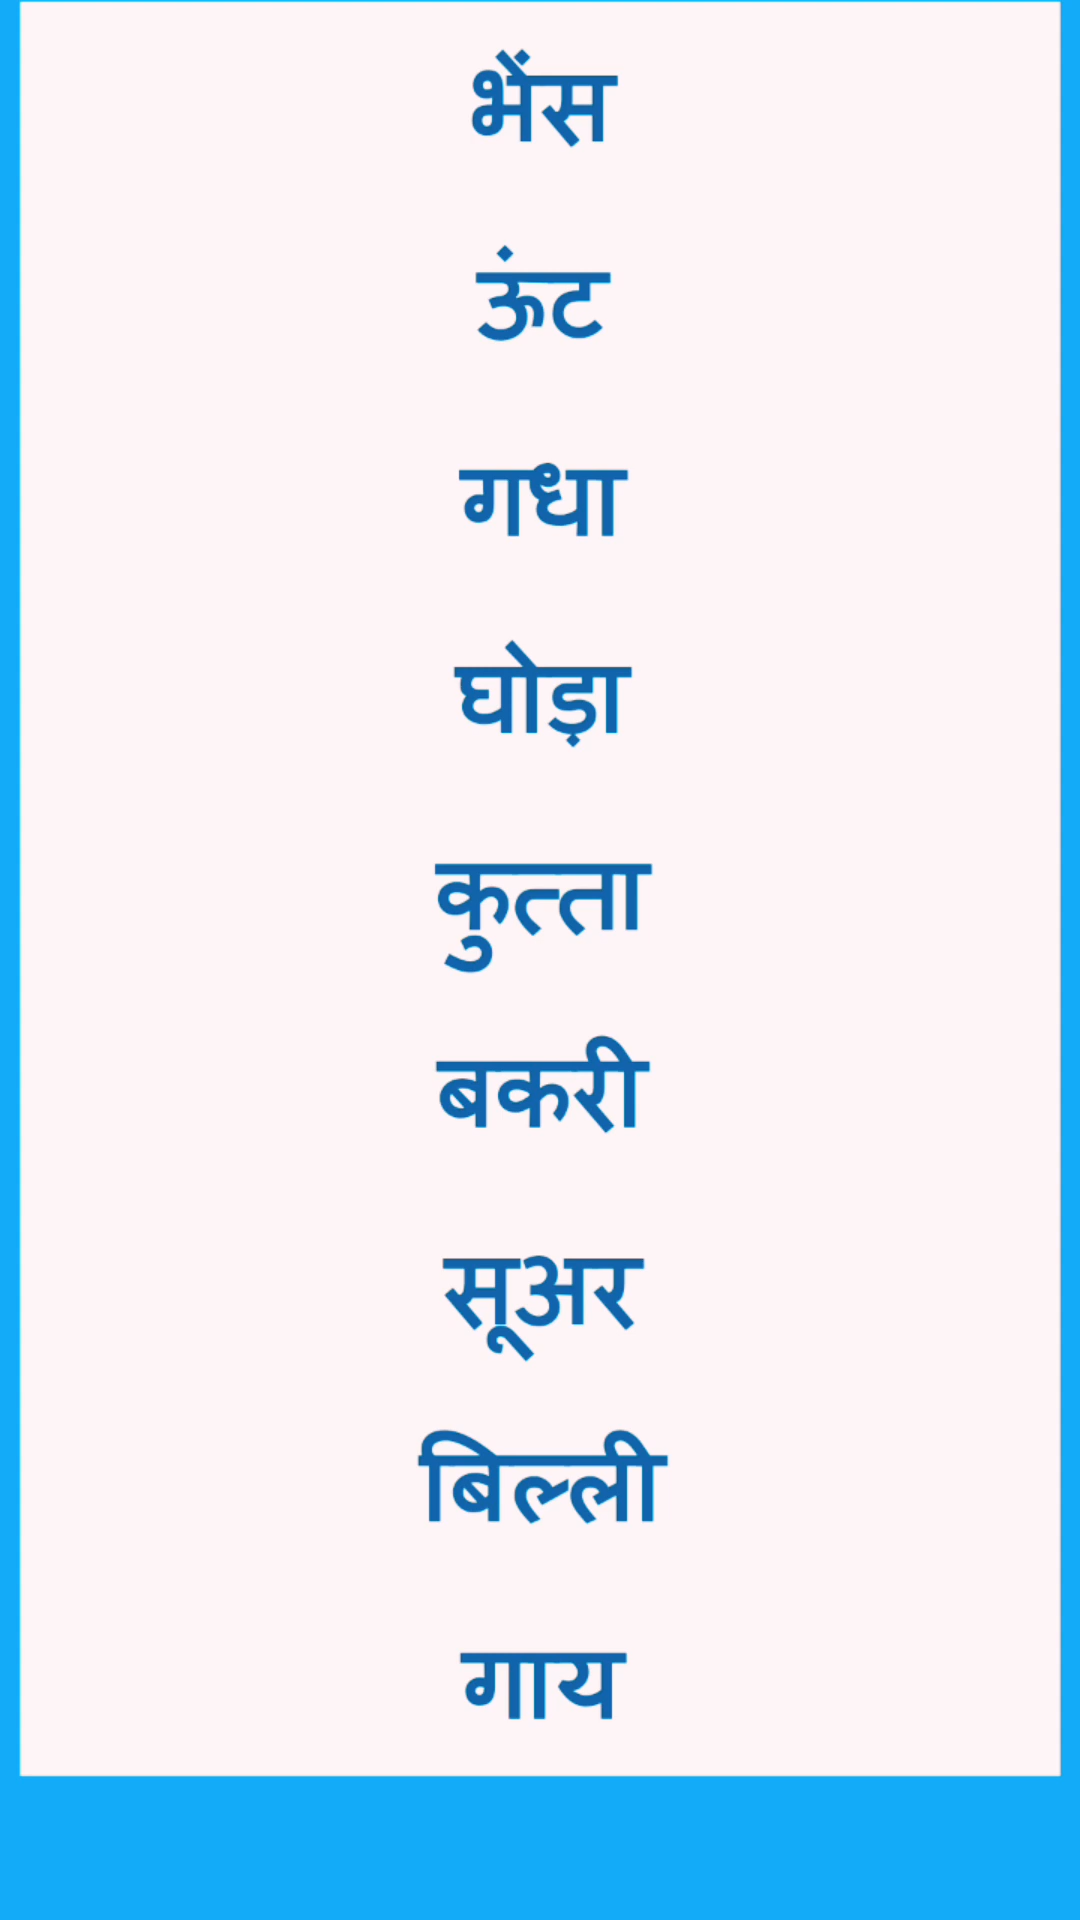 भेंस
ऊंट
गधा
घोड़ा
कुत्ता
बकरी
सूअर
बिल्ली
गाय